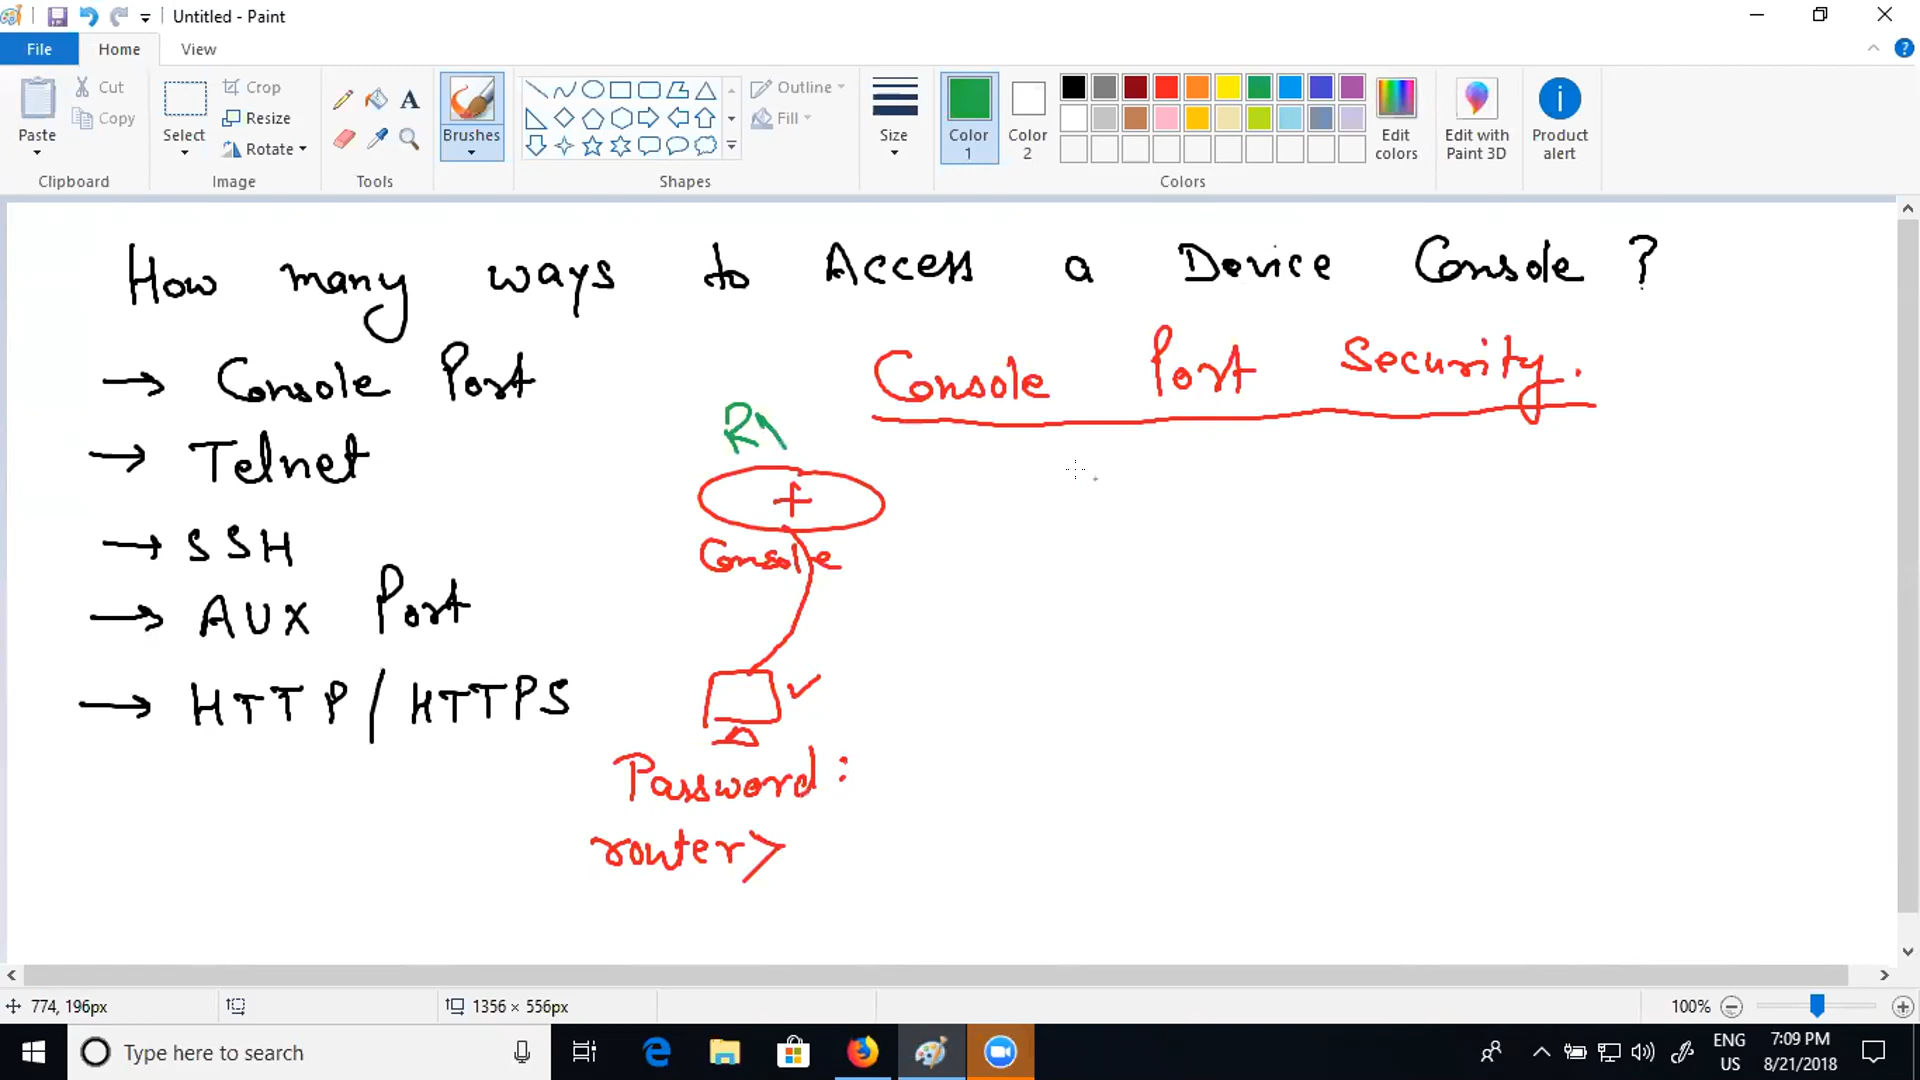 Untitled - Paint
File Home View
Paste
Cut
Copy
Clipboard
Select
Crop
Resize
Rotate
Image
Tools
Brushes
Shapes
Outline
Fill
Size
Color 1
Color 2
Edit colors
Colors
Edit with Paint 3D
Product alert
How many ways to Access a Device Console ?
Console Port Security.
→ Console Port
→ Telnet
→ SSH
→ AUX Port
→ HTTP / HTTPS
R1
Console
Password :
router>
774, 196px
1356 × 556px
100%
Type here to search
ENG
US
7:09 PM
8/21/2018